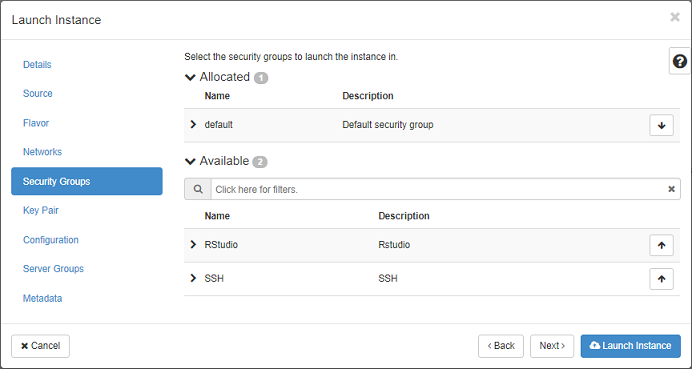 Launch Instance
Details
Source
Flavor
Networks
Security Groups
Key Pair
Configuration
Server Groups
Metadata
Select the security groups to launch the instance in.
Allocated 1
Name Description
default Default security group
Available 2
Click here for filters.
Name Description
RStudio Rstudio
SSH SSH
Cancel
< Back Next > Launch Instance